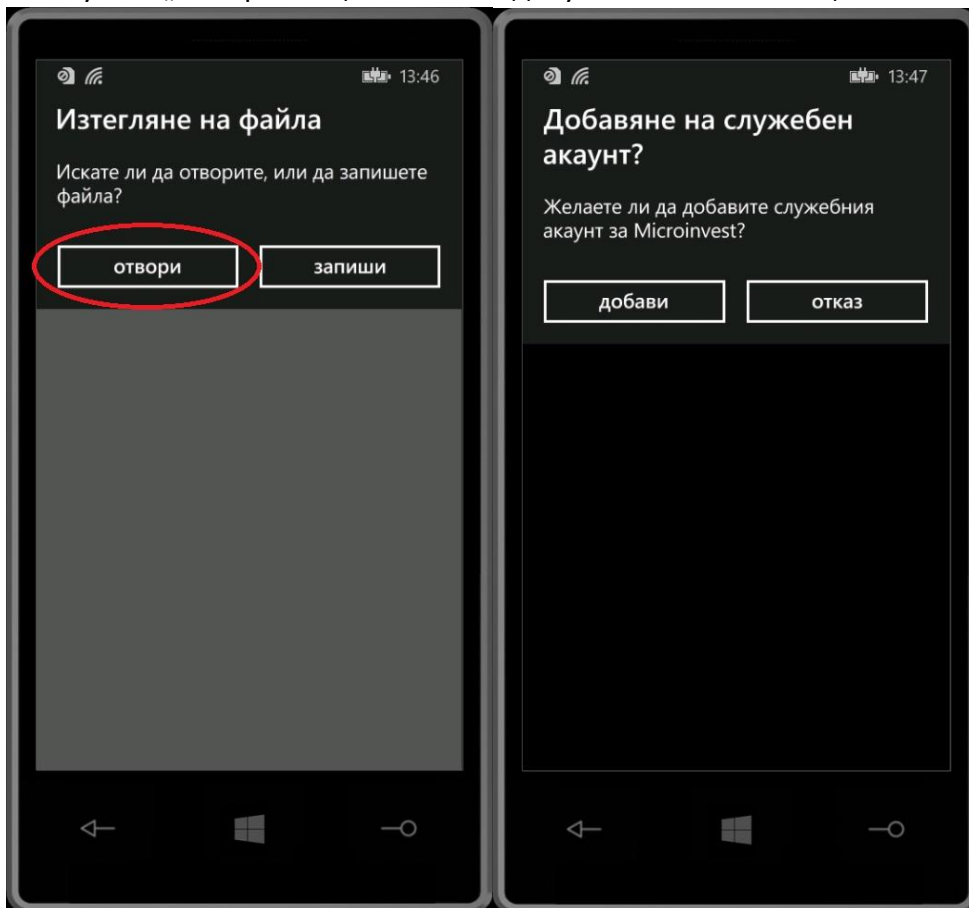 13:46
Изтегляне на файла
Искате ли да отворите, или да запишете
файла?
отвори
запиши
13:47
Добавяне на служебен
акаунт?
Желаете ли да добавите служебния
акаунт за Microinvest?
добави
отказ